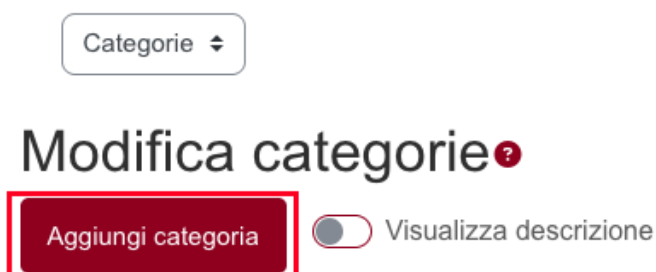 Categorie
Modifica categorie
Aggiungi categoria
Visualizza descrizione